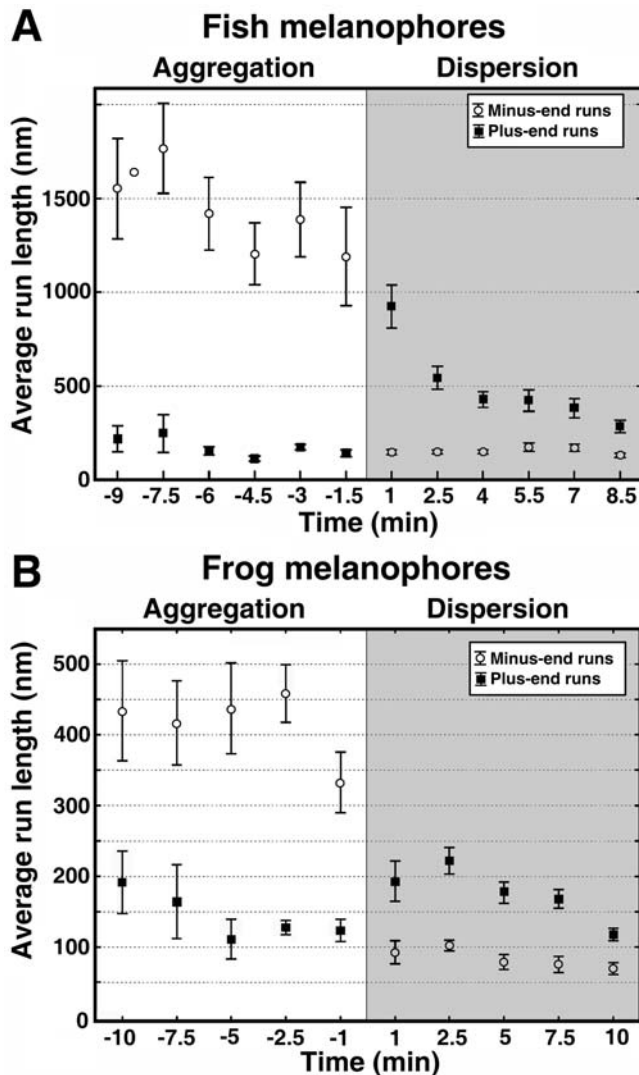 A Fish melanophores
Aggregation Dispersion
Minus-end runs
Plus-end runs
Average run length (nm)
1500
1000
500
0
-9 -7.5 -6 -4.5 -3 -1.5 1 2.5 4 5.5 7 8.5
Time (min)
B Frog melanophores
Aggregation Dispersion
Minus-end runs
Plus-end runs
Average run length (nm)
500
400
300
200
100
0
-10 -7.5 -5 -2.5 -1 1 2.5 5 7.5 10
Time (min)